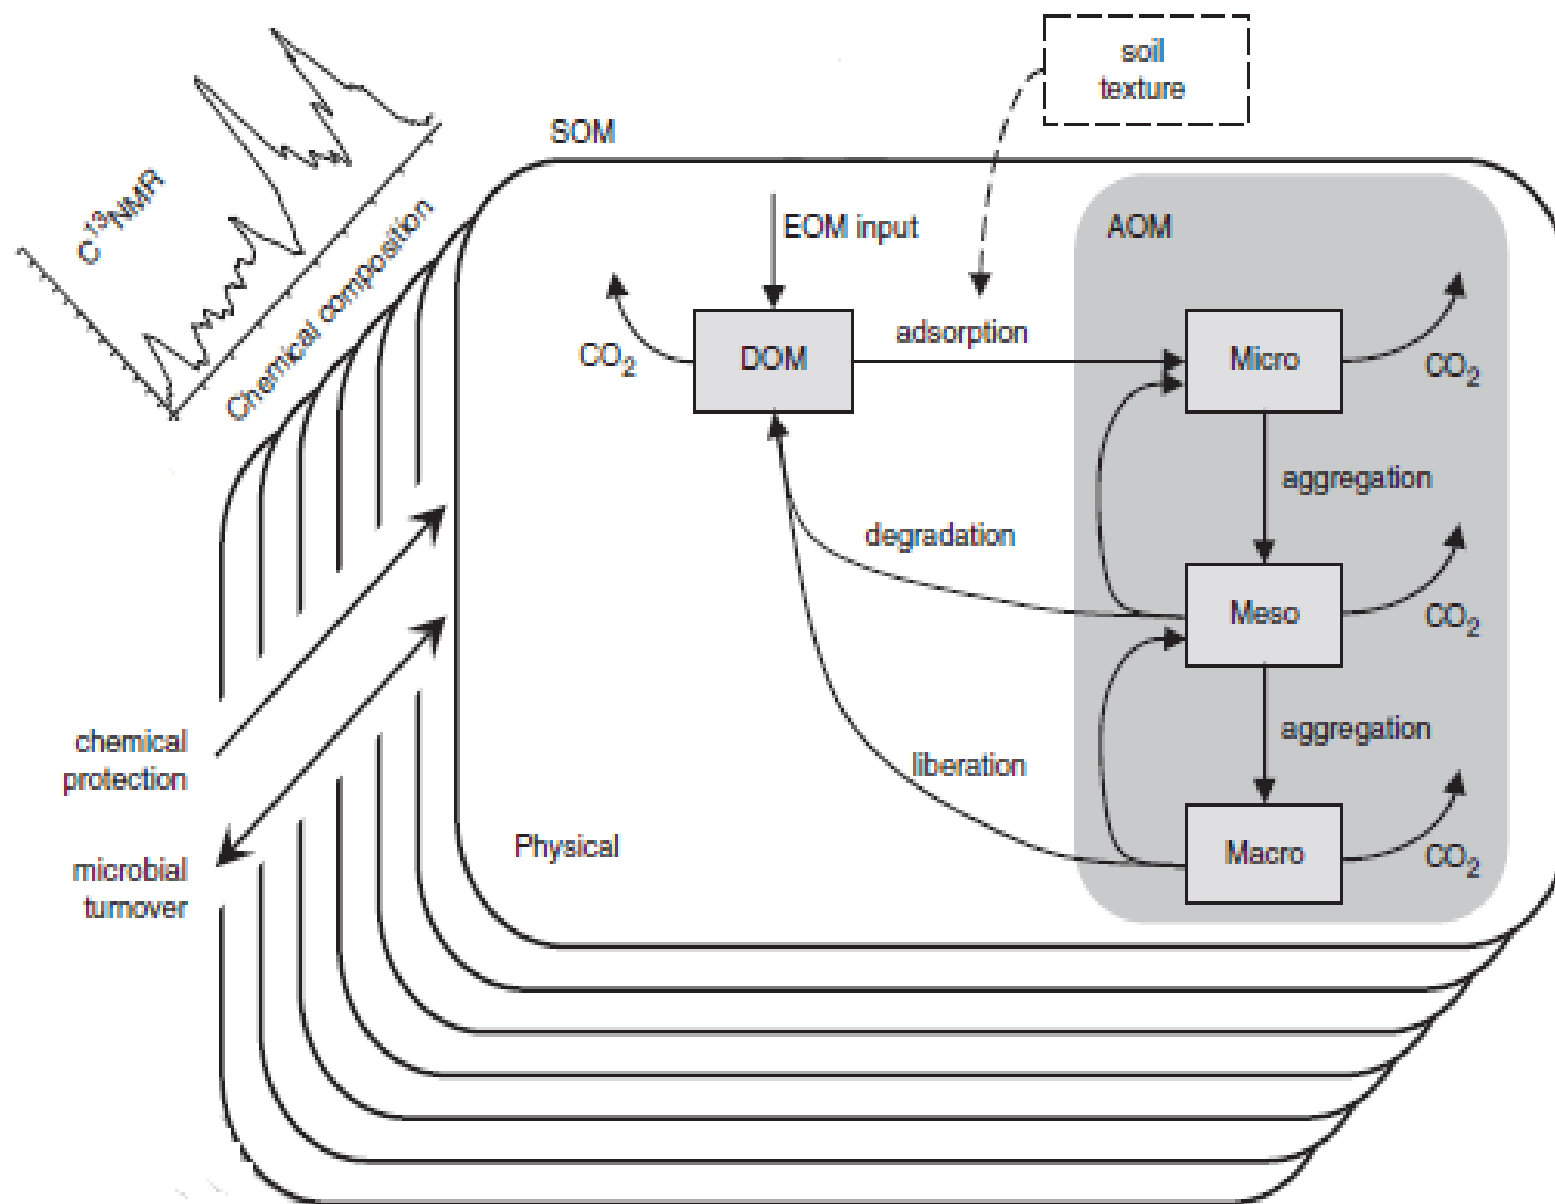 soil
texture
SOM
C¹³NMR
Chemical composition
EOM input
AOM
CO₂
DOM
adsorption
Micro
CO₂
aggregation
degradation
Meso
CO₂
aggregation
chemical
protection
liberation
Physical
Macro
CO₂
microbial
turnover